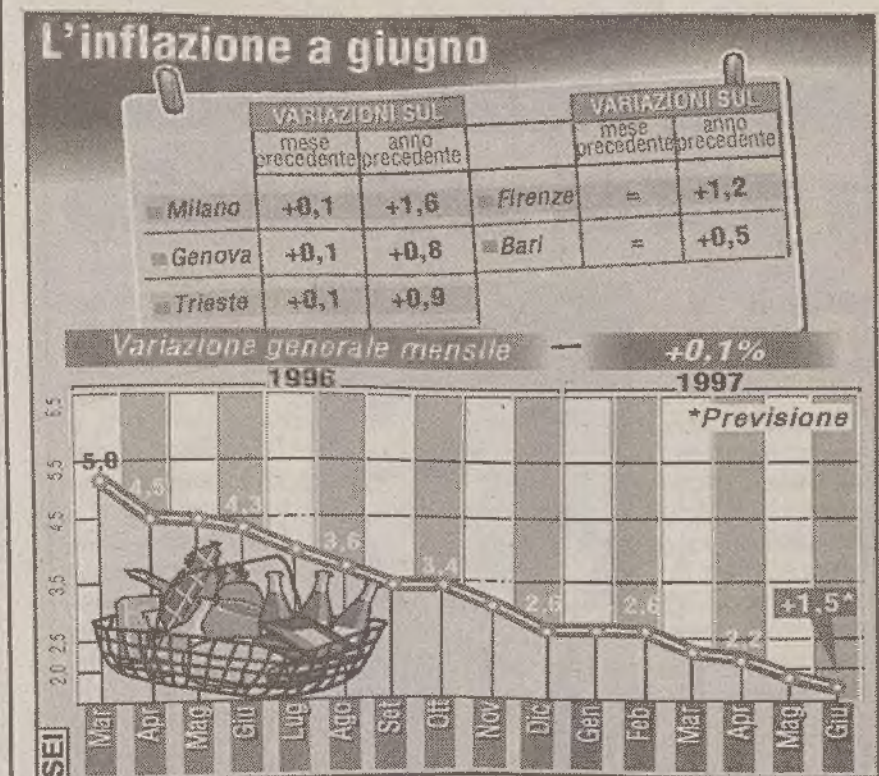 L'inflazione a giugno
VARIAZIONI SUL VARIAZIONI SUL
mese precedente anno precedente mese precedente anno precedente
Milano +0,1 +1,6 Firenze = +1,2
Genova +0,1 +0,8 Bari = +0,5
Trieste +0,1 +0,9
Variazione generale mensile — +0.1%
1996 1997
*Previsione
6,5
5,5
4,5
3,5
2,5
2,0
5,0 4,5 4,3 3,6 3,4 2,6 2,6 +1.5*
Mar Apr Mag Giu Lug Ago Set Ott Nov Dic Gen Feb Mar Apr Mag Giu
SEI